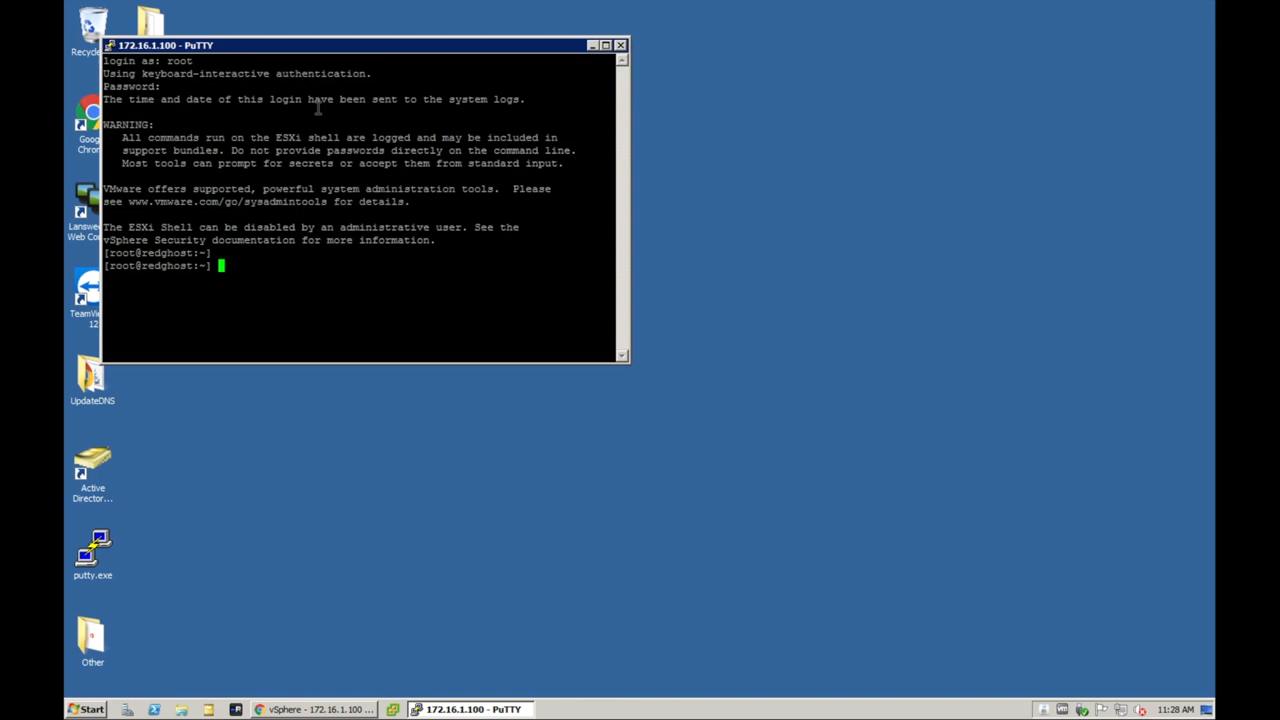 172.16.1.100 - PuTTY
login as: root
Using keyboard-interactive authentication.
Password:
The time and date of this login have been sent to the system logs.
WARNING:
All commands run on the ESXi shell are logged and may be included in
support bundles. Do not provide passwords directly on the command line.
Most tools can prompt for secrets or accept them from standard input.
VMware offers supported, powerful system administration tools.  Please
see www.vmware.com/go/sysadmintools for details.
The ESXi Shell can be disabled by an administrative user. See the
vSphere Security documentation for more information.
[root@redghost:~]
[root@redghost:~]
Recycl
Goog
Chron
Lanswee
Web Co
TeamVie
12
UpdateDNS
Active
Director...
putty.exe
Other
Start
vSphere - 172.16.1.100 ...
172.16.1.100 - PuTTY
11:28 AM